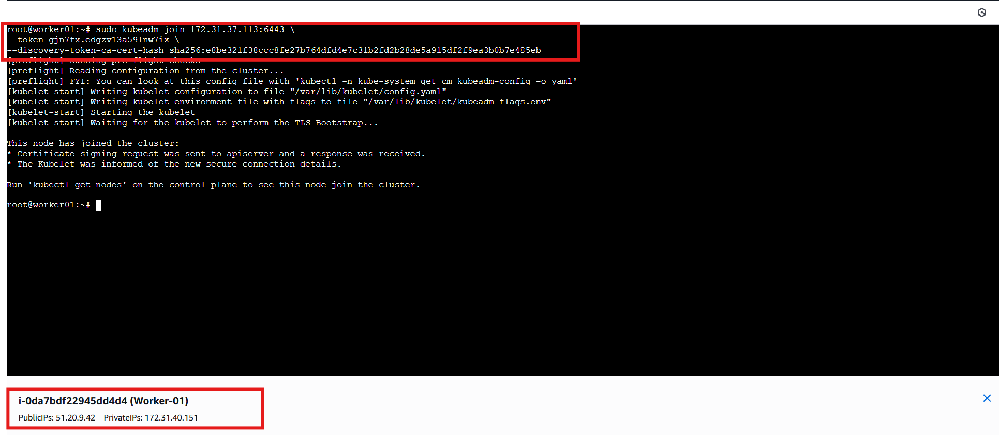 root@worker01:~# sudo kubeadm join 172.31.37.113:6443 \
--token gjn7fx.edgzv13a59lnw7ix \
--discovery-token-ca-cert-hash sha256:e8be321f38ccc8fe27b764dfd4e7c31b2fd2b28de5a915df2f9ea3b0b7e485eb
[preflight] Running pre-flight checks
[preflight] Reading configuration from the cluster...
[preflight] FYI: You can look at this config file with 'kubectl -n kube-system get cm kubeadm-config -o yaml'
[kubelet-start] Writing kubelet configuration to file "/var/lib/kubelet/config.yaml"
[kubelet-start] Writing kubelet environment file with flags to file "/var/lib/kubelet/kubeadm-flags.env"
[kubelet-start] Starting the kubelet
[kubelet-start] Waiting for the kubelet to perform the TLS Bootstrap...
This node has joined the cluster:
* Certificate signing request was sent to apiserver and a response was received.
* The Kubelet was informed of the new secure connection details.
Run 'kubectl get nodes' on the control-plane to see this node join the cluster.
root@worker01:~#
i-0da7bdf22945dd4d4 (Worker-01)
PublicIPs: 51.20.9.42 PrivateIPs: 172.31.40.151